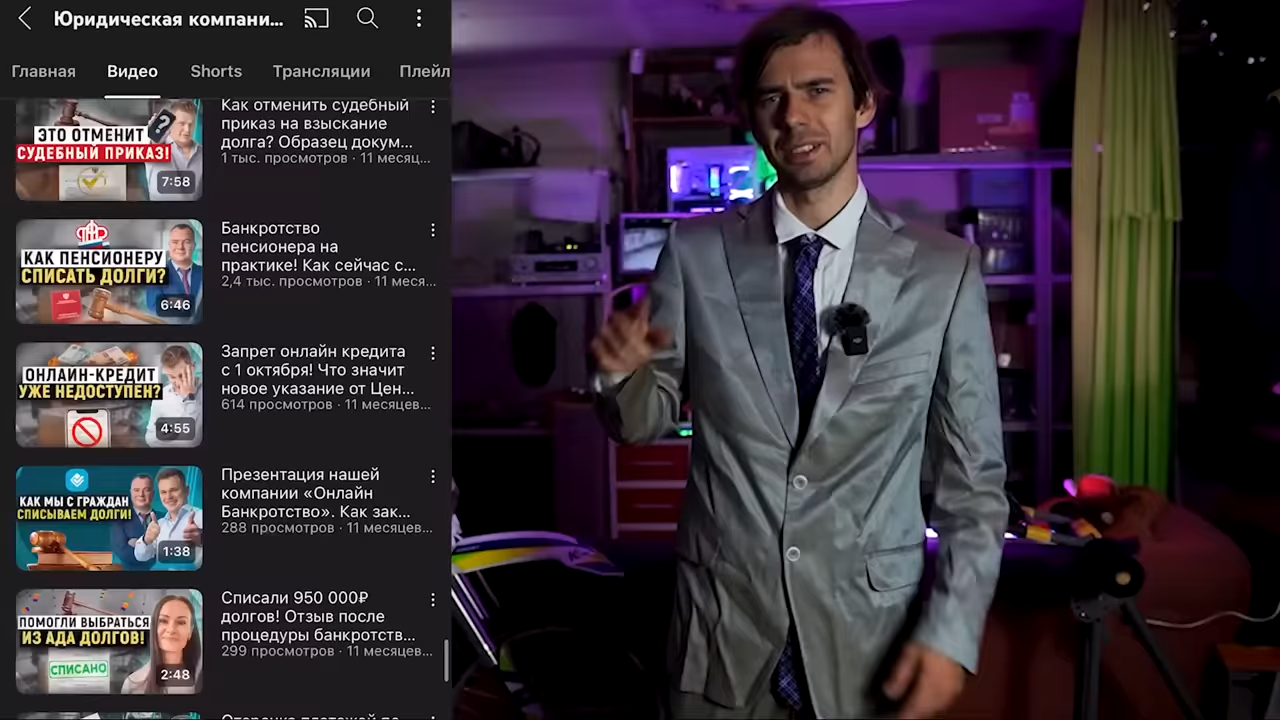 Юридическая компани...
Главная
Видео
Shorts
Трансляции
Плейл
ЭТО ОТМЕНИТ
СУДЕБНЫЙ ПРИКАЗ!
7:58
Как отменить судебный
приказ на взыскание
долга? Образец докум...
1 тыс. просмотров · 11 месяц...
КАК ПЕНСИОНЕРУ
СПИСАТЬ ДОЛГИ?
6:46
Банкротство
пенсионера на
практике! Как сейчас с...
2,4 тыс. просмотров · 11 меся...
ОНЛАЙН-КРЕДИТ
УЖЕ НЕДОСТУПЕН?
4:55
Запрет онлайн кредита
с 1 октября! Что значит
новое указание от Цен...
614 просмотров · 11 месяцев...
КАК МЫ С ГРАЖДАН
СПИСЫВАЕМ ДОЛГИ!
1:38
Презентация нашей
компании «Онлайн
Банкротство». Как зак...
288 просмотров · 11 месяцев...
ПОМОГЛИ ВЫБРАТЬСЯ
ИЗ АДА ДОЛГОВ!
СПИСАНО
2:48
Списали 950 000₽
долгов! Отзыв после
процедуры банкротств...
299 просмотров · 11 месяцев...